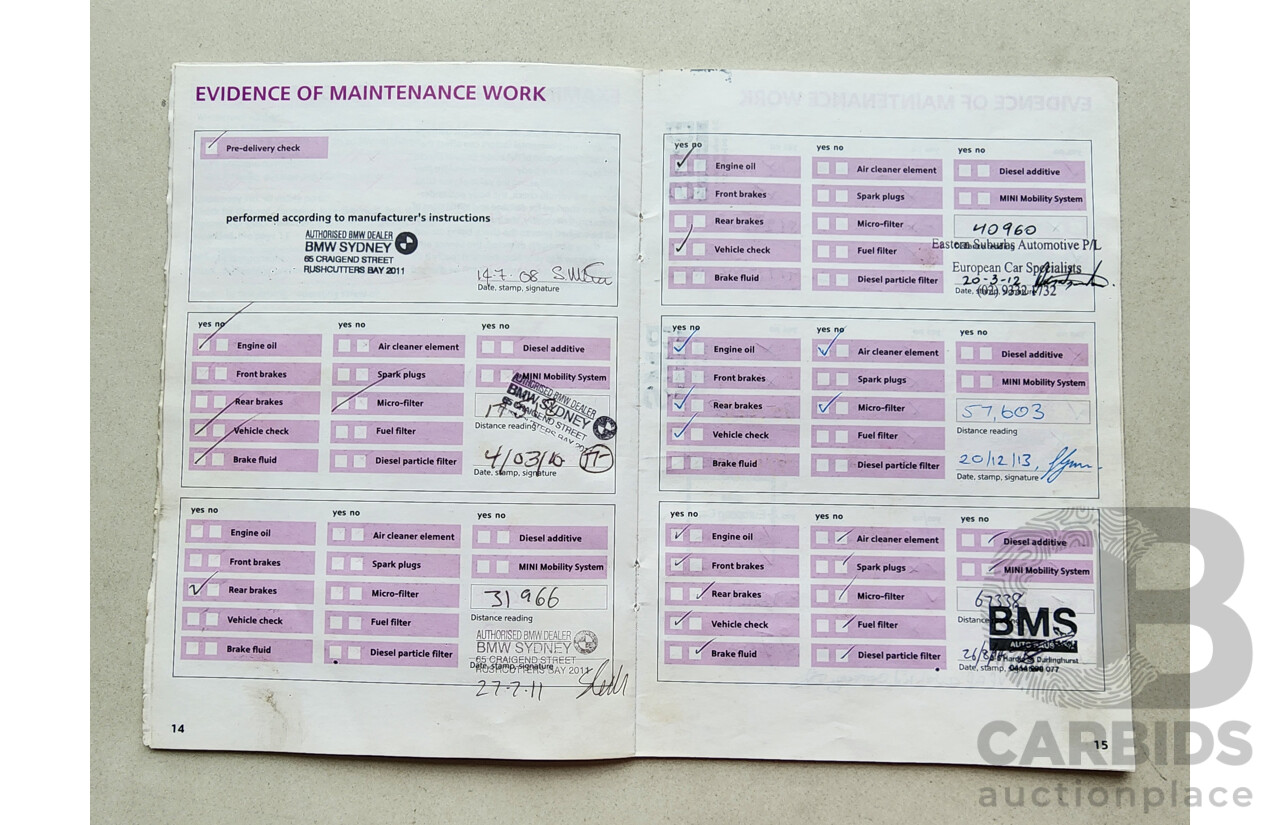 EVIDENCE OF MAINTENANCE WORK
Pre-delivery check
performed according to manufacturer's instructions
AUTHORISED BMW DEALER
BMW SYDNEY
65 CRAIGEND STREET
RUSHCUTTERS BAY 2011
14.7.08
Date, stamp, signature
yes no yes no yes no
Engine oil Air cleaner element Diesel additive
Front brakes Spark plugs MINI Mobility System
Rear brakes Micro-filter
Vehicle check Fuel filter
Brake fluid Diesel particle filter
AUTHORISED BMW DEALER
BMW SYDNEY
65 CRAIGEND STREET
Distance reading
4/03/10
Date, stamp, signature
yes no yes no yes no
Engine oil Air cleaner element Diesel additive
Front brakes Spark plugs MINI Mobility System
Rear brakes Micro-filter 31966
Vehicle check Fuel filter Distance reading
Brake fluid Diesel particle filter
AUTHORISED BMW DEALER
BMW SYDNEY
65 CRAIGEND STREET
Date, stamp, signature
RUSHCUTTERS BAY 2011
27.7.11
14
yes no yes no yes no
Engine oil Air cleaner element Diesel additive
Front brakes Spark plugs MINI Mobility System
Rear brakes Micro-filter 40960
Vehicle check Fuel filter
Eastern Suburbs Automotive P/L
European Car Specialists
Brake fluid Diesel particle filter
20-3-12
Date, stamp, signature
yes no yes no yes no
Engine oil Air cleaner element Diesel additive
Front brakes Spark plugs MINI Mobility System
Rear brakes Micro-filter 57,603
Vehicle check Fuel filter Distance reading
Brake fluid Diesel particle filter 20/12/13,
Date, stamp, signature
yes no yes no yes no
Engine oil Air cleaner element Diesel additive
Front brakes Spark plugs MINI Mobility System
Rear brakes Micro-filter 67338
Vehicle check Fuel filter
BMS
AUTO HAUS
Brake fluid Diesel particle filter
Darlinghurst
Date, stamp,
15
B
CARBIDS
auctionplace